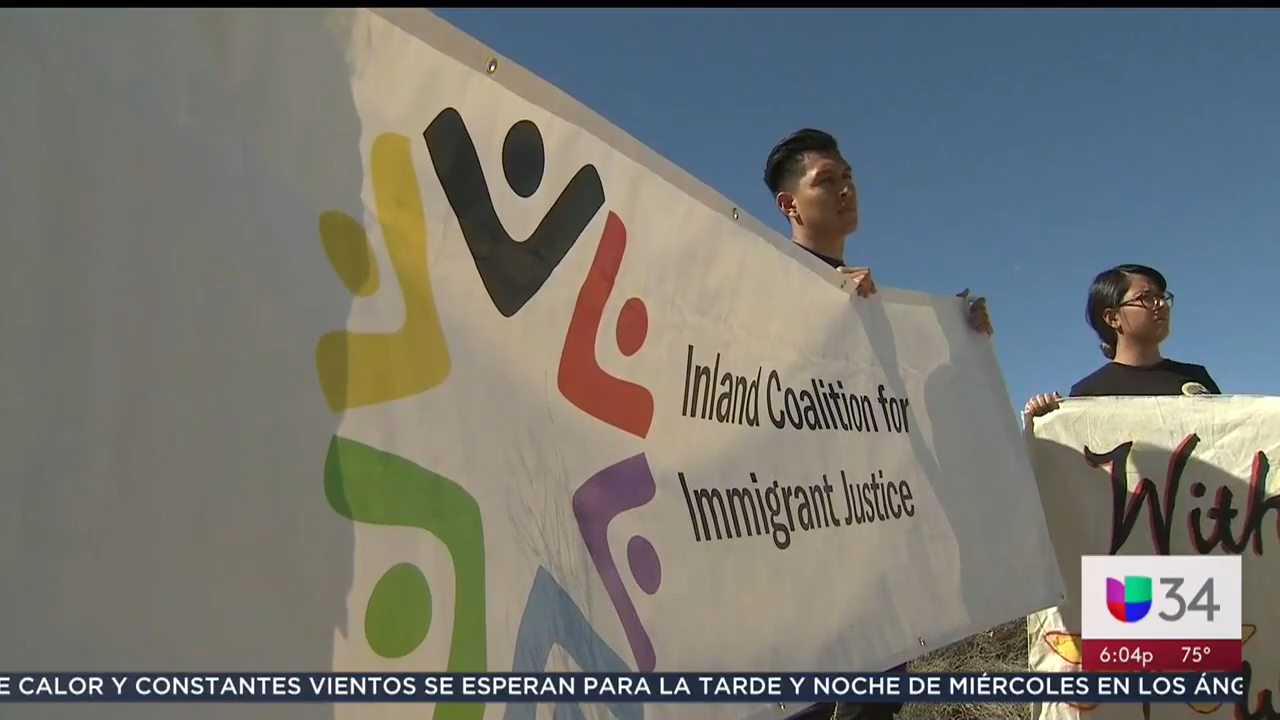 Inland Coalition for
Immigrant Justice
With
34
6:04p 75°
E CALOR Y CONSTANTES VIENTOS SE ESPERAN PARA LA TARDE Y NOCHE DE MIÉRCOLES EN LOS ÁNG